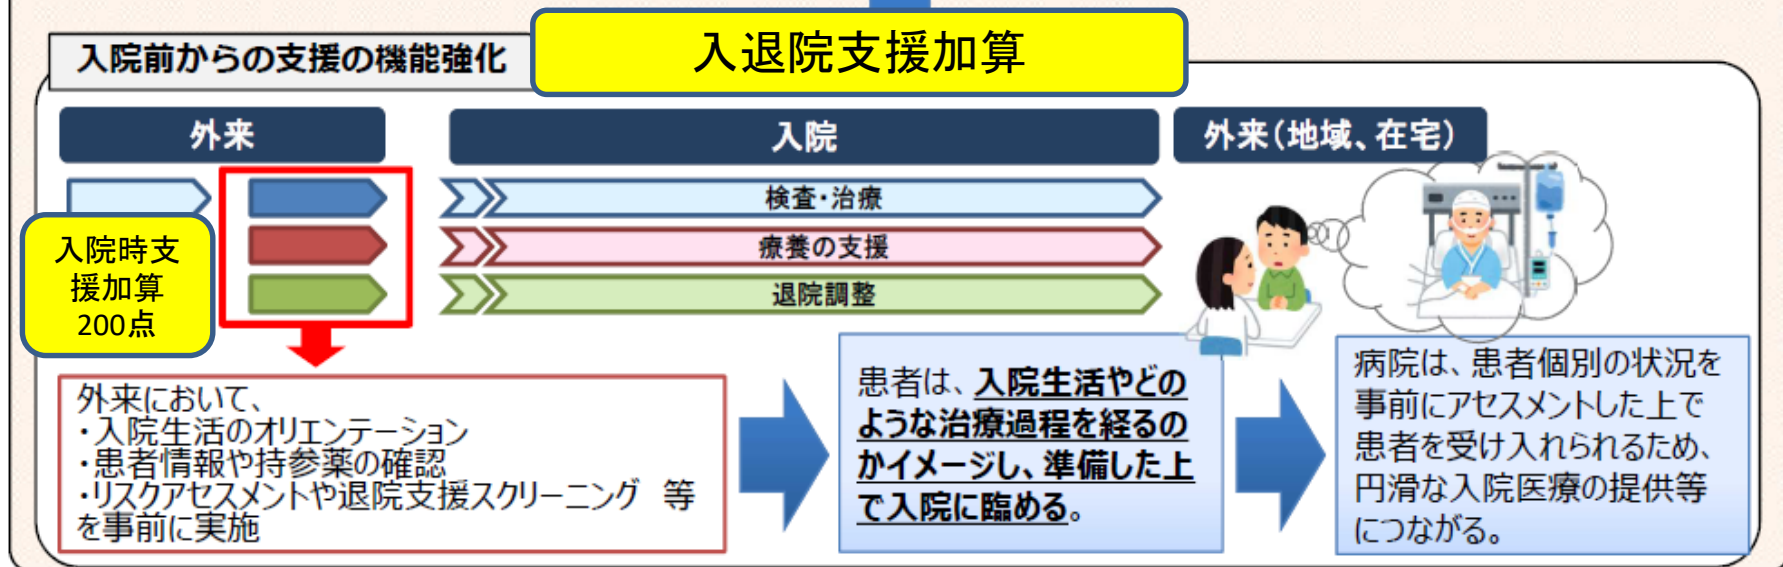 入院前からの支援の機能強化
入退院支援加算
外来
入院
外来(地域、在宅)
検査・治療
療養の支援
退院調整
入院時支
援加算
200点
外来において、
・入院生活のオリエンテーション
・患者情報や持参薬の確認
・リスクアセスメントや退院支援スクリーニング 等
を事前に実施
患者は、入院生活やどの
ような治療過程を経るの
かイメージし、準備した上
で入院に臨める。
病院は、患者個別の状況を
事前にアセスメントした上で
患者を受け入れられるため、
円滑な入院医療の提供等
につながる。